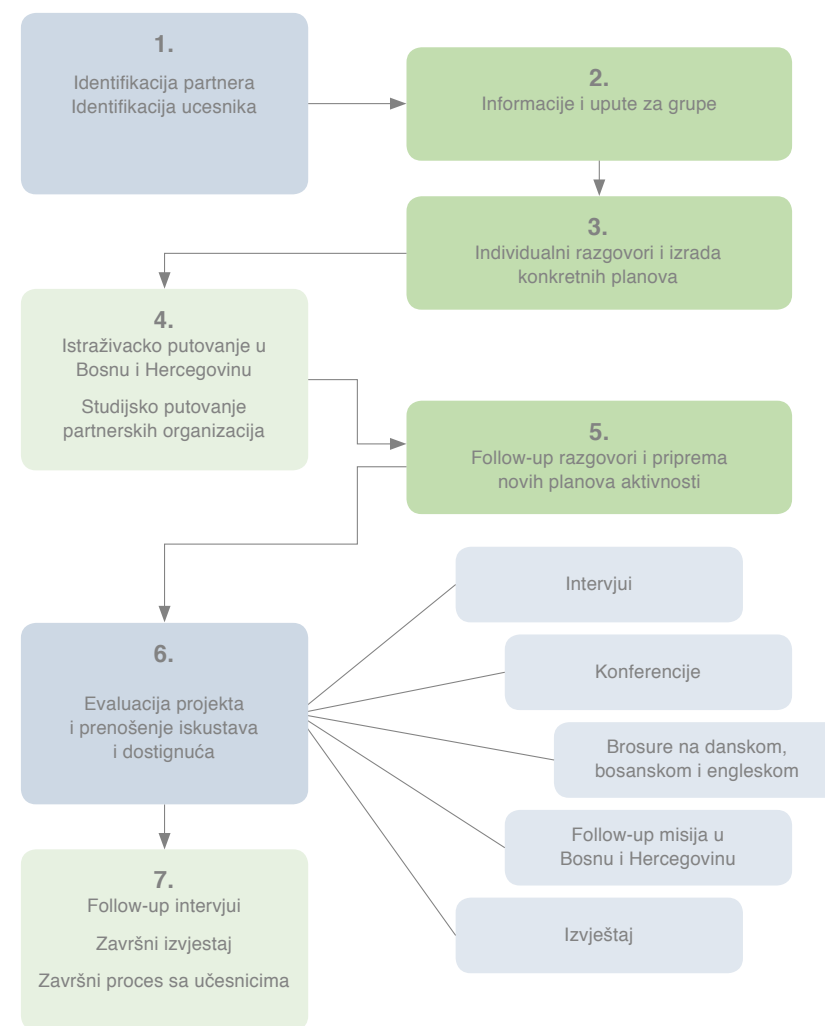 1.
Identifikacija partnera
Identifikacija ucesnika
2.
Informacije i upute za grupe
3.
Individualni razgovori i izrada
konkretnih planova
4.
Istraživacko putovanje u
Bosnu i Hercegovinu
Studijsko putovanje
partnerskih organizacija
5.
Follow-up razgovori i priprema
novih planova aktivnosti
6.
Evaluacija projekta
i prenošenje iskustava
i dostignuća
Intervjui
Konferencije
Brosure na danskom,
bosanskom i engleskom
Follow-up misija u
Bosnu i Hercegovinu
Izvještaj
7.
Follow-up intervjui
Završni izvjestaj
Završni proces sa učesnicima